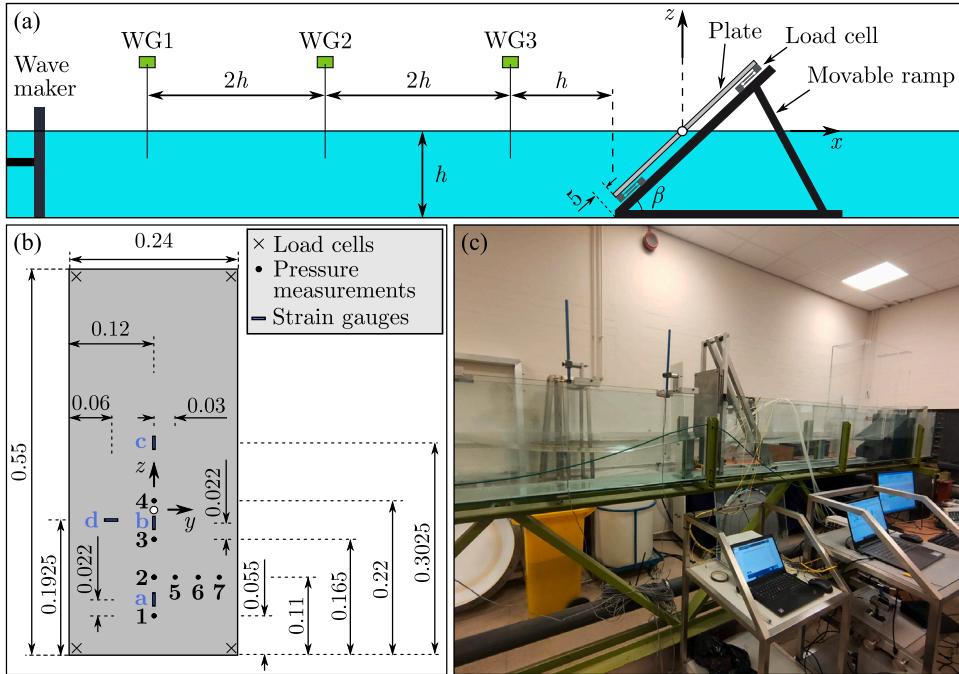 (a)
WG1
WG2
WG3
z
Plate
Load cell
Wave
maker
Movable ramp
2h
2h
h
x
h
5
β
(b)
0.24
× Load cells
• Pressure
measurements
Strain gauges
(c)
0.12
0.06
0.03
0.55
c
z
0.022
4
y
d
b
3
0.1925
0.022
2
5
6
7
a
1
0.055
0.11
0.165
0.22
0.3025